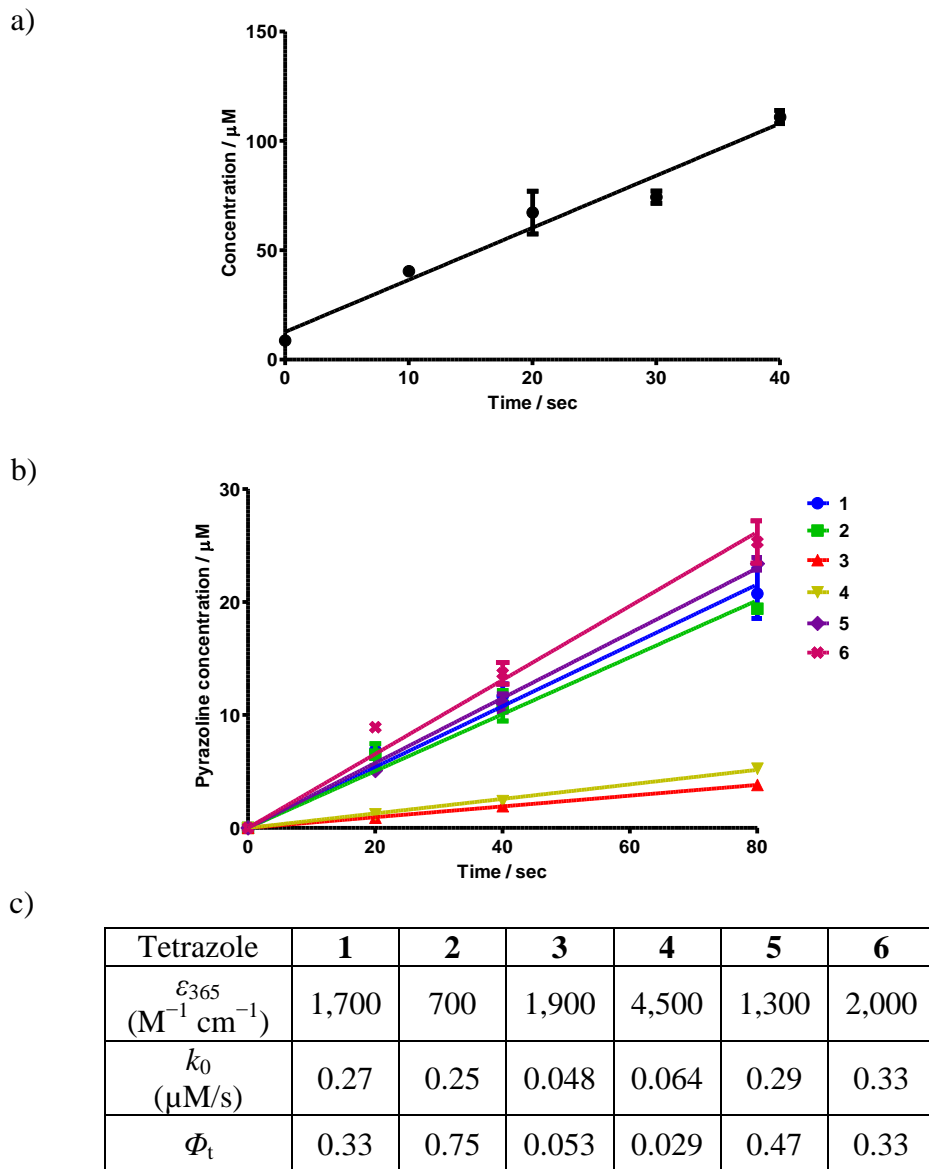 a)
150
100
50
0
Concentration / μM
0 10 20 30 40
Time / sec
b)
30
20
10
0
Pyrazoline concentration / μM
0 20 40 60 80
Time / sec
1
2
3
4
5
6
c)
Tetrazole 1 2 3 4 5 6
ε₃₆₅ (M⁻¹ cm⁻¹) 1,700 700 1,900 4,500 1,300 2,000
k₀ (μM/s) 0.27 0.25 0.048 0.064 0.29 0.33
Φₜ 0.33 0.75 0.053 0.029 0.47 0.33